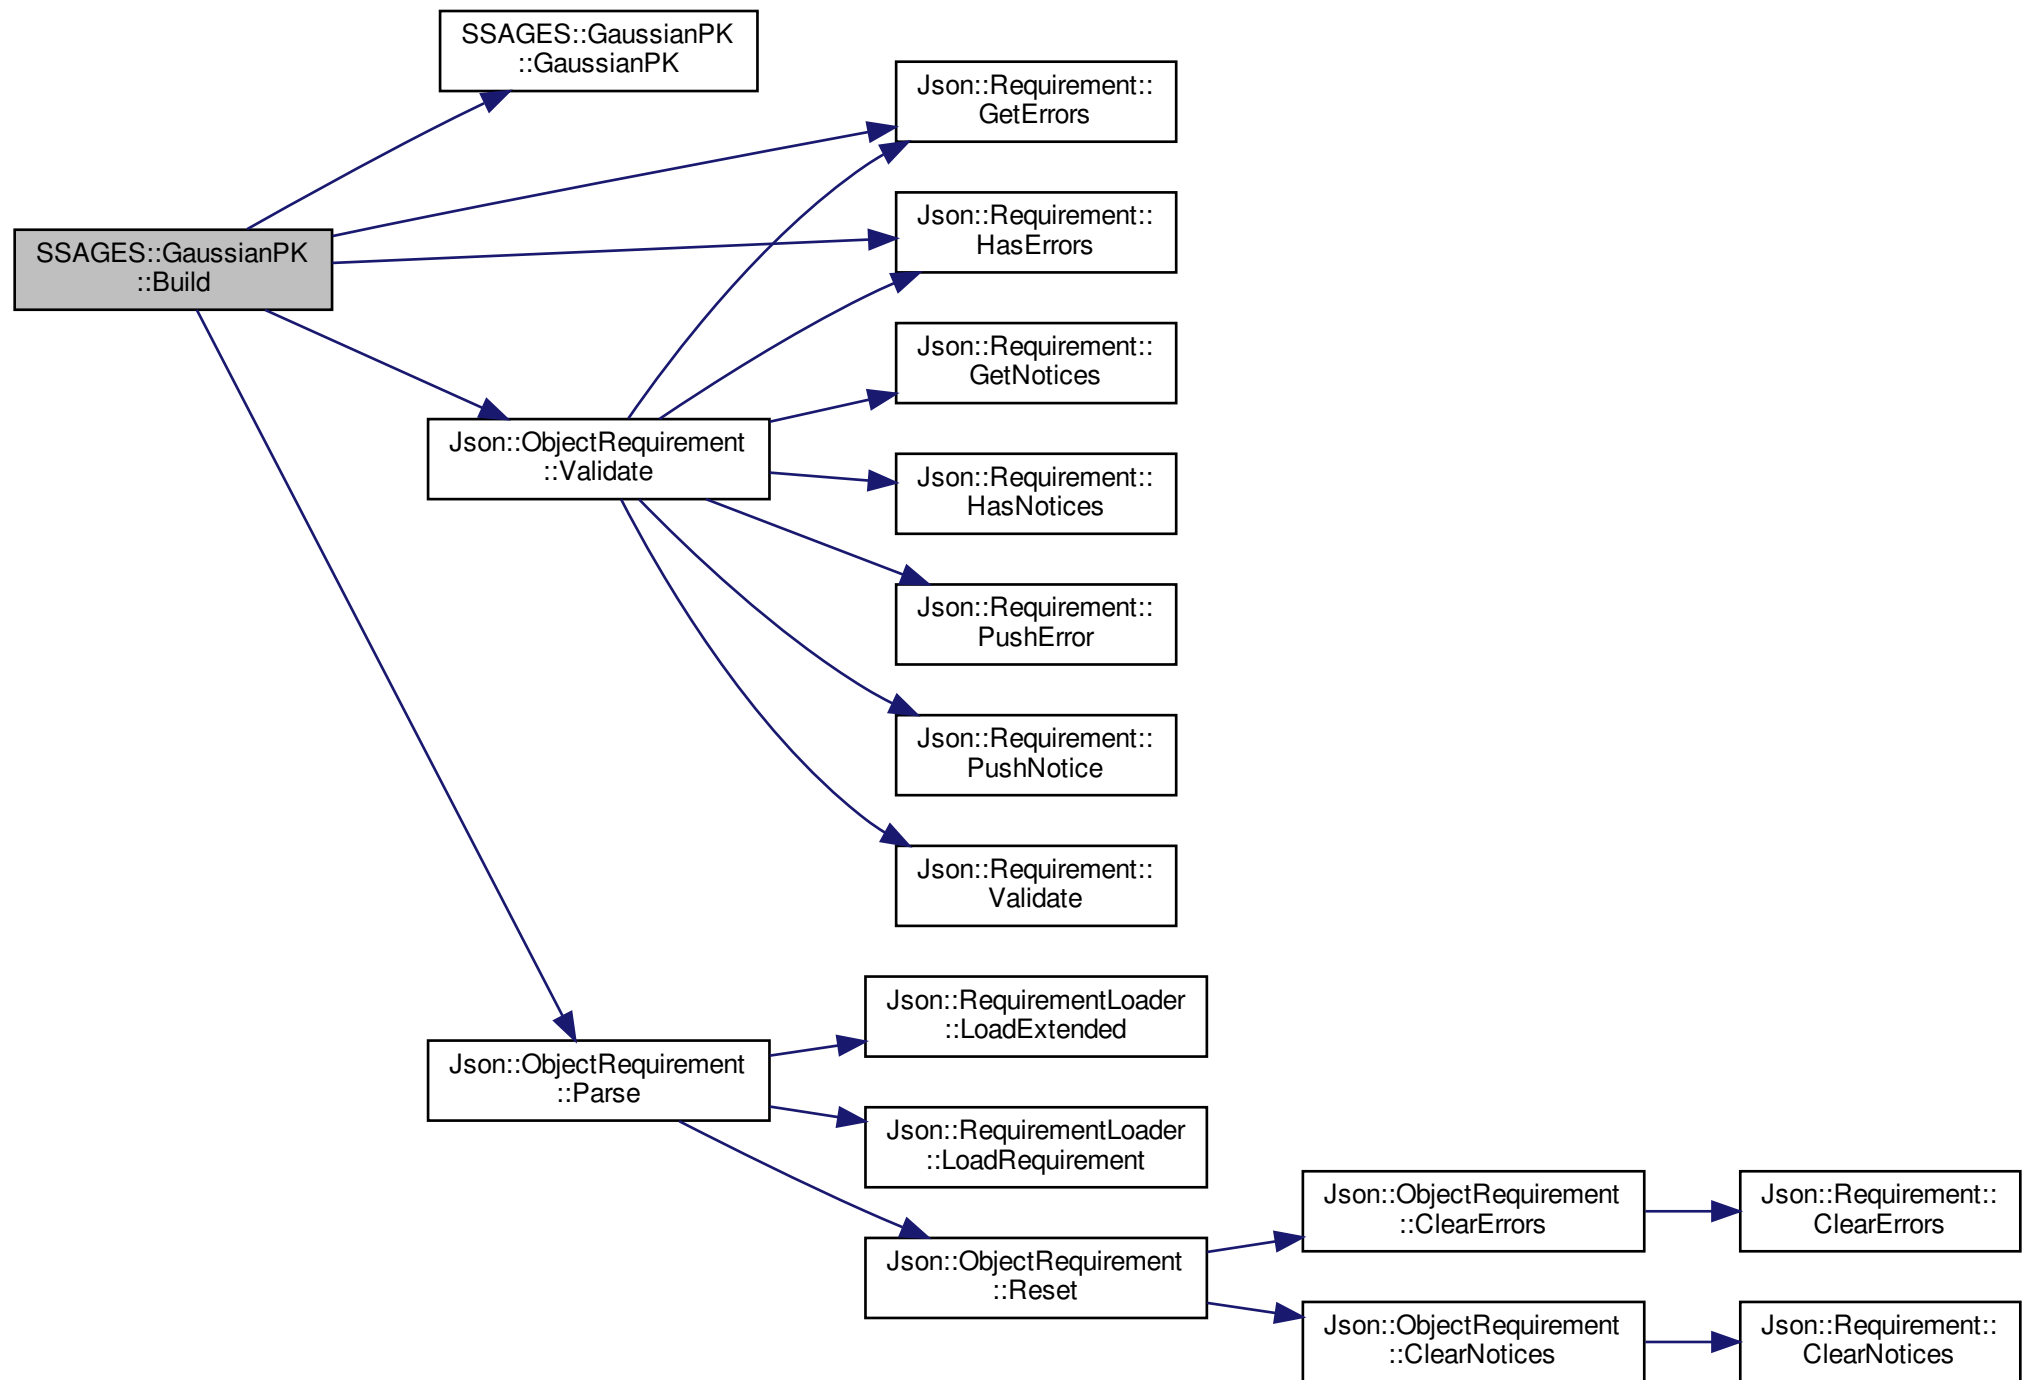 SSAGES::GaussianPK
::GaussianPK
Json::Requirement::
GetErrors
Json::Requirement::
HasErrors
SSAGES::GaussianPK
::Build
Json::Requirement::
GetNotices
Json::ObjectRequirement
::Validate
Json::Requirement::
HasNotices
Json::Requirement::
PushError
Json::Requirement::
PushNotice
Json::Requirement::
Validate
Json::RequirementLoader
::LoadExtended
Json::ObjectRequirement
::Parse
Json::RequirementLoader
::LoadRequirement
Json::ObjectRequirement
::Reset
Json::ObjectRequirement
::ClearErrors
Json::Requirement::
ClearErrors
Json::ObjectRequirement
::ClearNotices
Json::Requirement::
ClearNotices